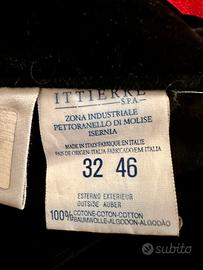 ITTIERRE
S.P.A.
ZONA INDUSTRIALE
PETTORANELLO DI MOLISE
ISERNIA
MADE IN ITALY FABRIQUE EN ITALIE
PAIS DE ORIGEN·ITALIA FABRICADO EM ITALIA
32 46
ESTERNO EXTERIEUR
OUTSIDE AUBER
100% COTONE-COTON-COTTON
BAUMWOLLE-ALGODON-ALGODÃO
subito